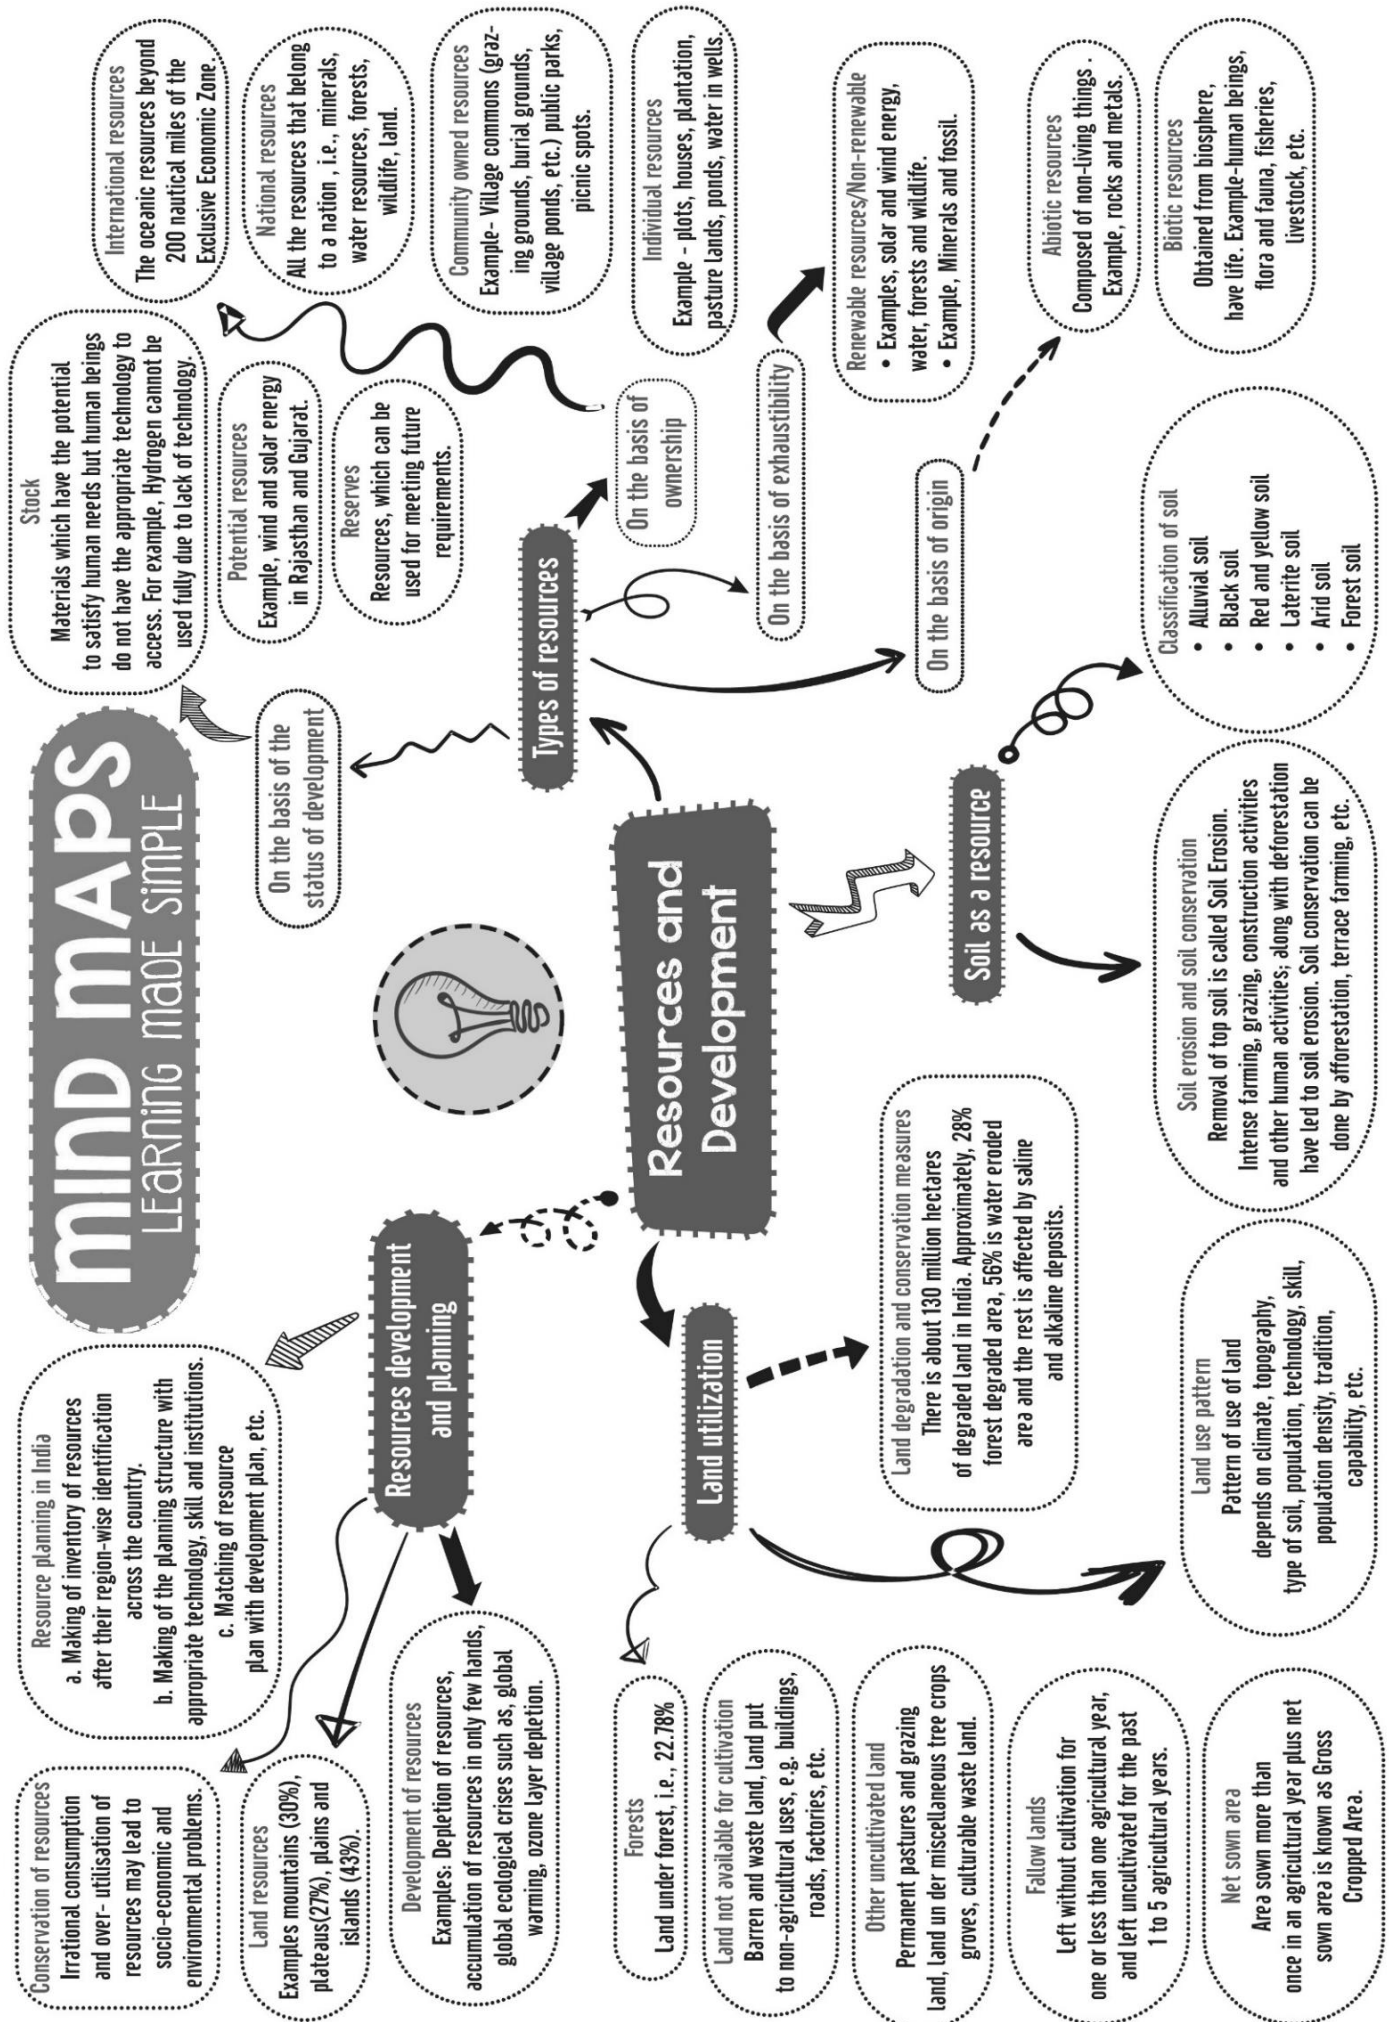 MIND MAPS
LEARNING MADE SIMPLE
Resources and
Development
Types of resources
On the basis of the
status of development
Stock
Materials which have the potential
to satisfy human needs but human beings
do not have the appropriate technology to
access. For example, Hydrogen cannot be
used fully due to lack of technology.
Potential resources
Example, wind and solar energy
in Rajasthan and Gujarat.
Reserves
Resources, which can be
used for meeting future
requirements.
On the basis of
ownership
International resources
The oceanic resources beyond
200 nautical miles of the
Exclusive Economic Zone.
National resources
All the resources that belong
to a nation , i.e., minerals,
water resources, forests,
wildlife, land.
Community owned resources
Example- Village commons (graz-
ing grounds, burial grounds,
village ponds, etc.) public parks,
picnic spots.
Individual resources
Example - plots, houses, plantation,
pasture lands, ponds, water in wells.
On the basis of exhaustibility
Renewable resources/Non-renewable
• Examples, solar and wind energy,
water, forests and wildlife.
• Example, Minerals and fossil.
On the basis of origin
Abiotic resources
Composed of non-living things .
Example, rocks and metals.
Biotic resources
Obtained from biosphere,
have life. Example-human beings,
flora and fauna, fisheries,
livestock, etc.
Soil as a resource
Classification of soil
• Alluvial soil
• Black soil
• Red and yellow soil
• Laterite soil
• Arid soil
• Forest soil
Soil erosion and soil conservation
Removal of top soil is called Soil Erosion.
Intense farming, grazing, construction activities
and other human activities; along with deforestation
have led to soil erosion. Soil conservation can be
done by afforestation, terrace farming, etc.
Resources development
and planning
Resource planning in India
a. Making of inventory of resources
after their region-wise identification
across the country.
b. Making of the planning structure with
appropriate technology, skill and institutions.
c. Matching of resource
plan with development plan, etc.
Conservation of resources
Irrational consumption
and over- utilisation of
resources may lead to
socio-economic and
environmental problems.
Land resources
Examples mountains (30%),
plateaus(27%), plains and
islands (43%).
Development of resources
Examples: Depletion of resources,
accumulation of resources in only few hands,
global ecological crises such as, global
warming, ozone layer depletion.
Land utilization
Forests
Land under forest, i.e., 22.78%
Land not available for cultivation
Barren and waste land, land put
to non-agricultural uses, e.g. buildings,
roads, factories, etc.
Other uncultivated land
Permanent pastures and grazing
land, land un der miscellaneous tree crops
groves, culturable waste land.
Fallow lands
Left without cultivation for
one or less than one agricultural year,
and left uncultivated for the past
1 to 5 agricultural years.
Net sown area
Area sown more than
once in an agricultural year plus net
sown area is known as Gross
Cropped Area.
Land degradation and conservation measures
There is about 130 million hectares
of degraded land in India. Approximately, 28%
forest degraded area, 56% is water eroded
area and the rest is affected by saline
and alkaline deposits.
Land use pattern
Pattern of use of land
depends on climate, topography,
type of soil, population, technology, skill,
population density, tradition,
capability, etc.